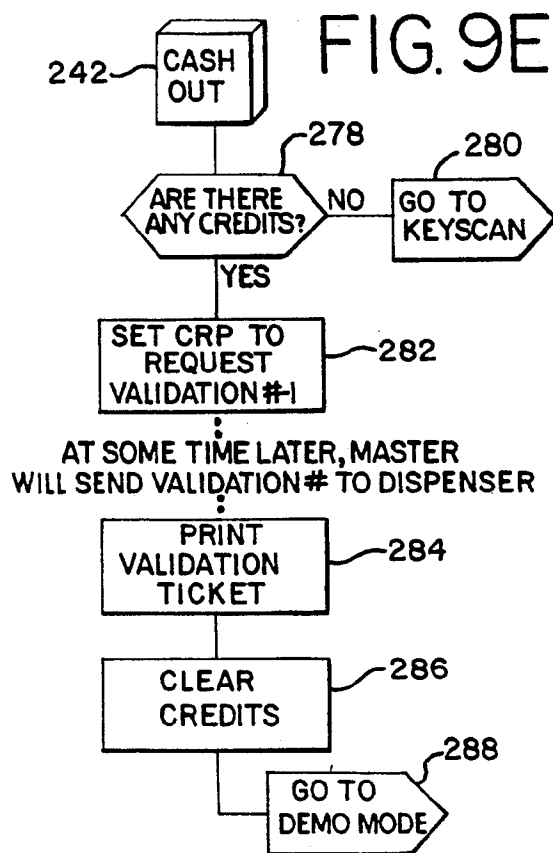 FIG. 9E
242
CASH
OUT
278
ARE THERE
ANY CREDITS?
NO
280
GO TO
KEYSCAN
YES
SET CRP TO
REQUEST
VALIDATION #1
282
AT SOME TIME LATER, MASTER
WILL SEND VALIDATION # TO DISPENSER
PRINT
VALIDATION
TICKET
284
CLEAR
CREDITS
286
288
GO TO
DEMO MODE